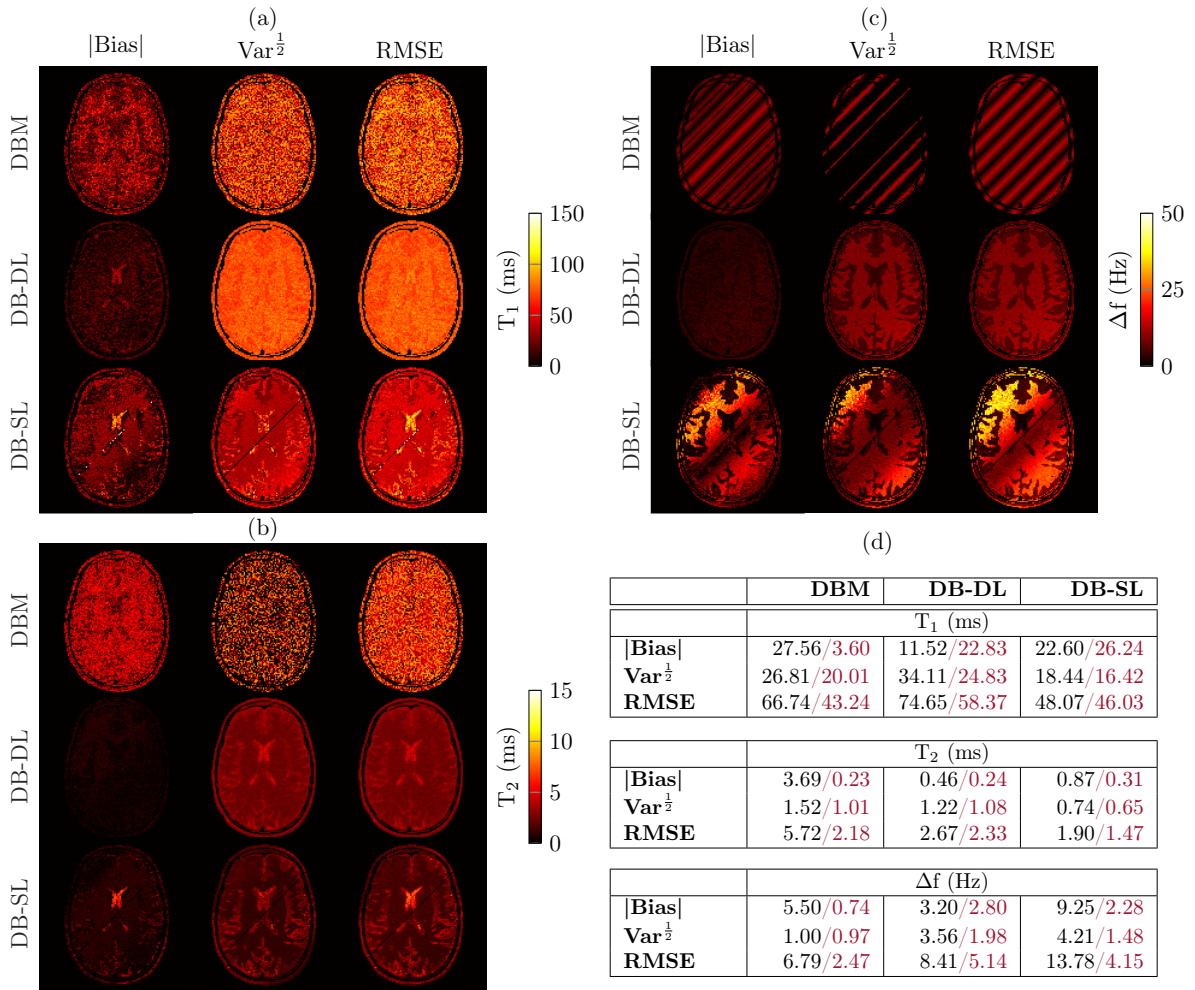 (a)
|Bias| Var^{1/2} RMSE
DBM
DB-DL
DB-SL
150
100
50
0
T₁ (ms)
(b)
DBM
DB-DL
DB-SL
15
10
5
0
T₂ (ms)
(c)
|Bias| Var^{1/2} RMSE
DBM
DB-DL
DB-SL
50
25
0
Δf (Hz)
(d)
DBM DB-DL DB-SL
T₁ (ms)
|Bias| 27.56/3.60 11.52/22.83 22.60/26.24
Var^{1/2} 26.81/20.01 34.11/24.83 18.44/16.42
RMSE 66.74/43.24 74.65/58.37 48.07/46.03
T₂ (ms)
|Bias| 3.69/0.23 0.46/0.24 0.87/0.31
Var^{1/2} 1.52/1.01 1.22/1.08 0.74/0.65
RMSE 5.72/2.18 2.67/2.33 1.90/1.47
Δf (Hz)
|Bias| 5.50/0.74 3.20/2.80 9.25/2.28
Var^{1/2} 1.00/0.97 3.56/1.98 4.21/1.48
RMSE 6.79/2.47 8.41/5.14 13.78/4.15